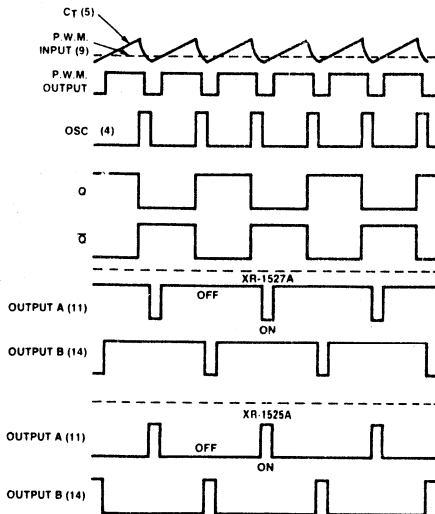 CT (5)
P.W.M.
INPUT (9)
P.W.M.
OUTPUT
OSC (4)
Q
Q̅
XR-1527A
OFF
OUTPUT A (11)
ON
OUTPUT B (14)
XR-1525A
OUTPUT A (11)
OFF
ON
OUTPUT B (14)